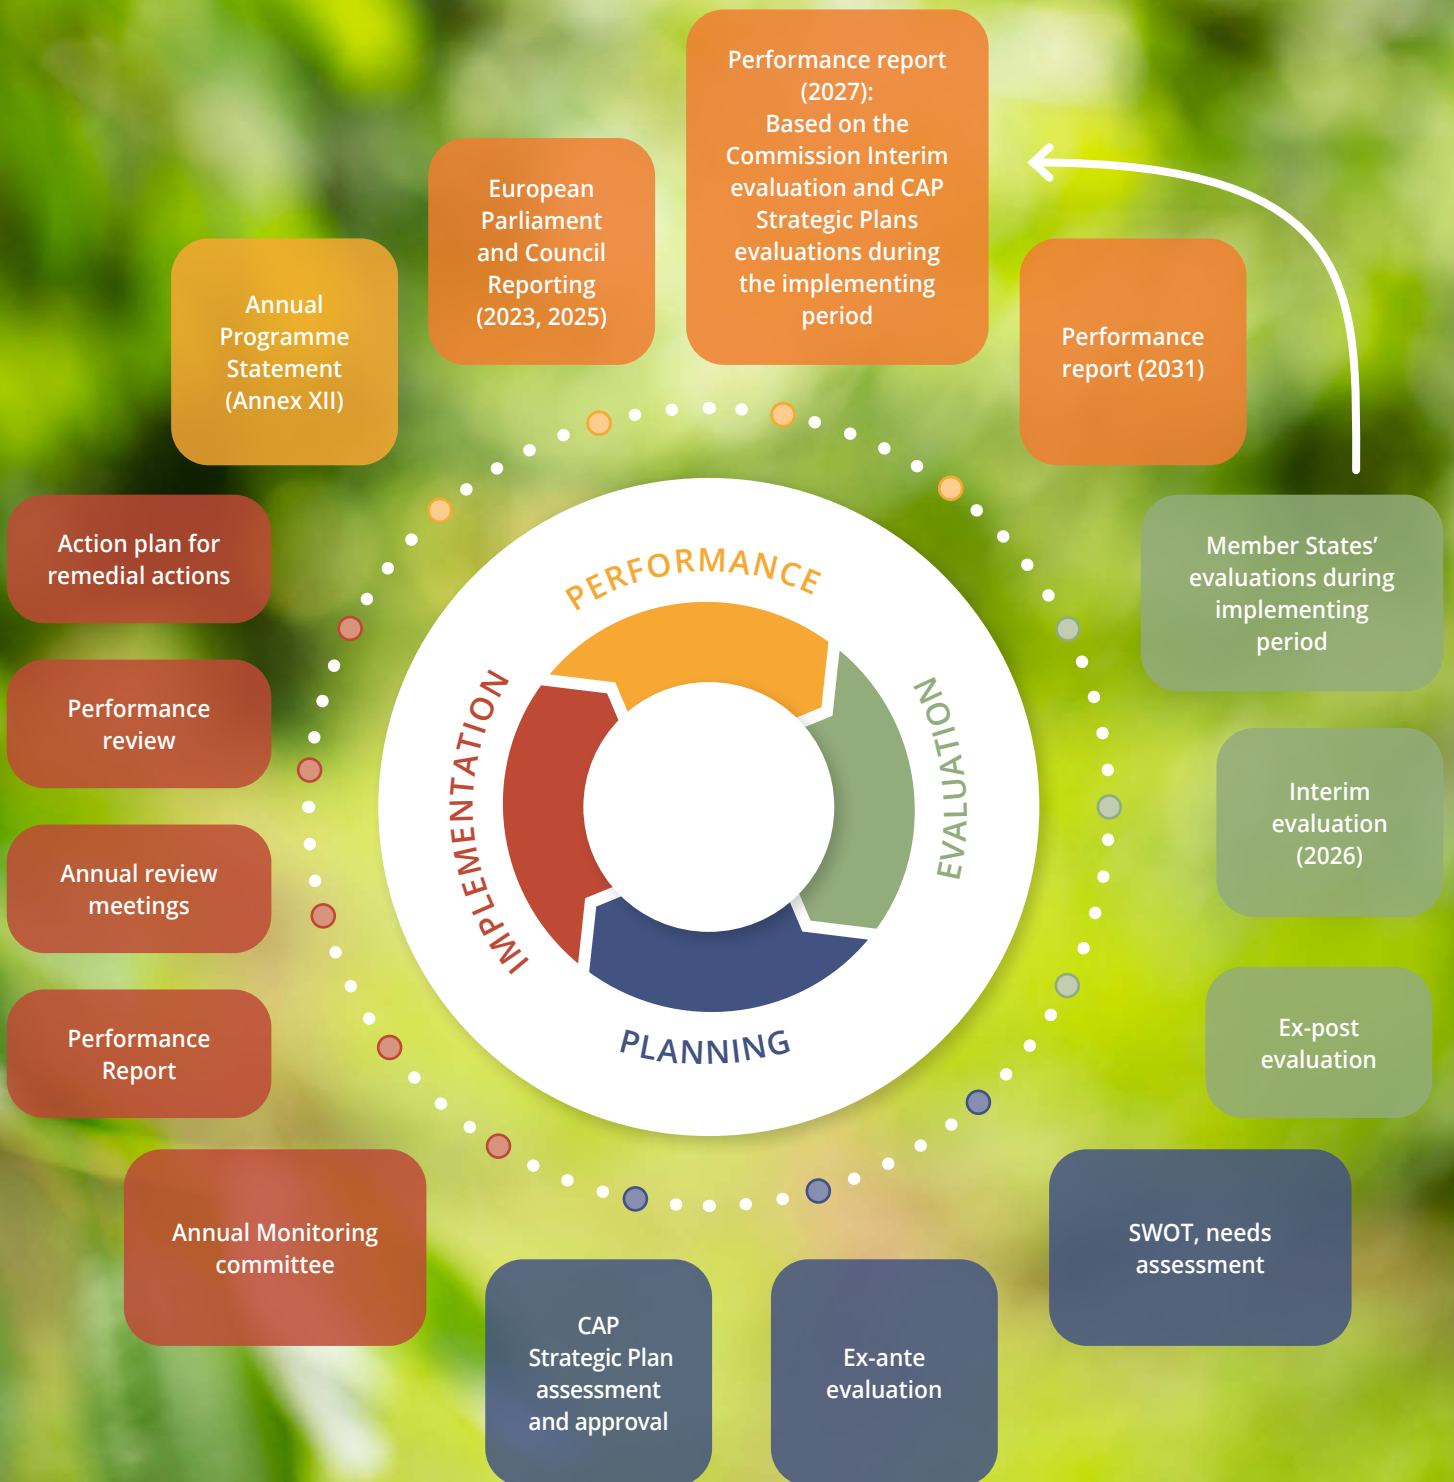 Performance report
(2027):
Based on the
Commission Interim
evaluation and CAP
Strategic Plans
evaluations during
the implementing
period
European
Parliament
and Council
Reporting
(2023, 2025)
Annual
Programme
Statement
(Annex XII)
Performance
report (2031)
Action plan for
remedial actions
Member States’
evaluations during
implementing
period
Performance
review
Interim
evaluation
(2026)
Annual review
meetings
Performance
Report
Ex-post
evaluation
Annual Monitoring
committee
SWOT, needs
assessment
CAP
Strategic Plan
assessment
and approval
Ex-ante
evaluation
PERFORMANCE
EVALUATION
PLANNING
IMPLEMENTATION